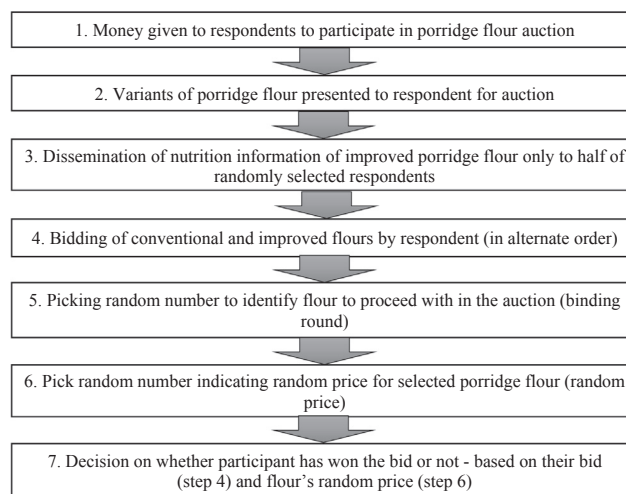 1. Money given to respondents to participate in porridge flour auction
2. Variants of porridge flour presented to respondent for auction
3. Dissemination of nutrition information of improved porridge flour only to half of
randomly selected respondents
4. Bidding of conventional and improved flours by respondent (in alternate order)
5. Picking random number to identify flour to proceed with in the auction (binding
round)
6. Pick random number indicating random price for selected porridge flour (random
price)
7. Decision on whether participant has won the bid or not - based on their bid
(step 4) and flour's random price (step 6)